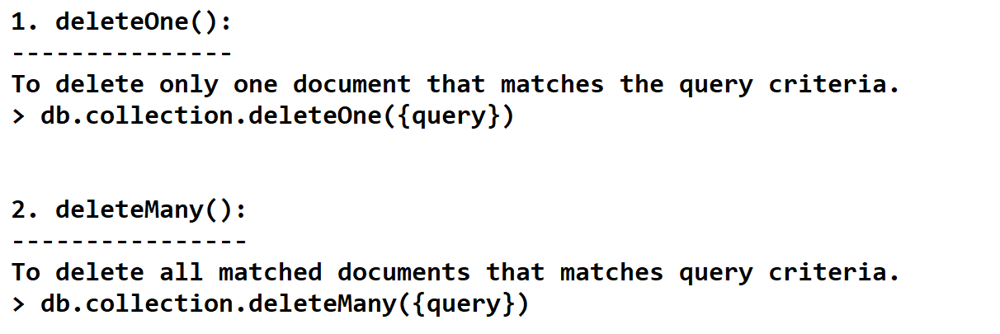 1. deleteOne():
---------------
To delete only one document that matches the query criteria.
> db.collection.deleteOne({query})
2. deleteMany():
----------------
To delete all matched documents that matches query criteria.
> db.collection.deleteMany({query})